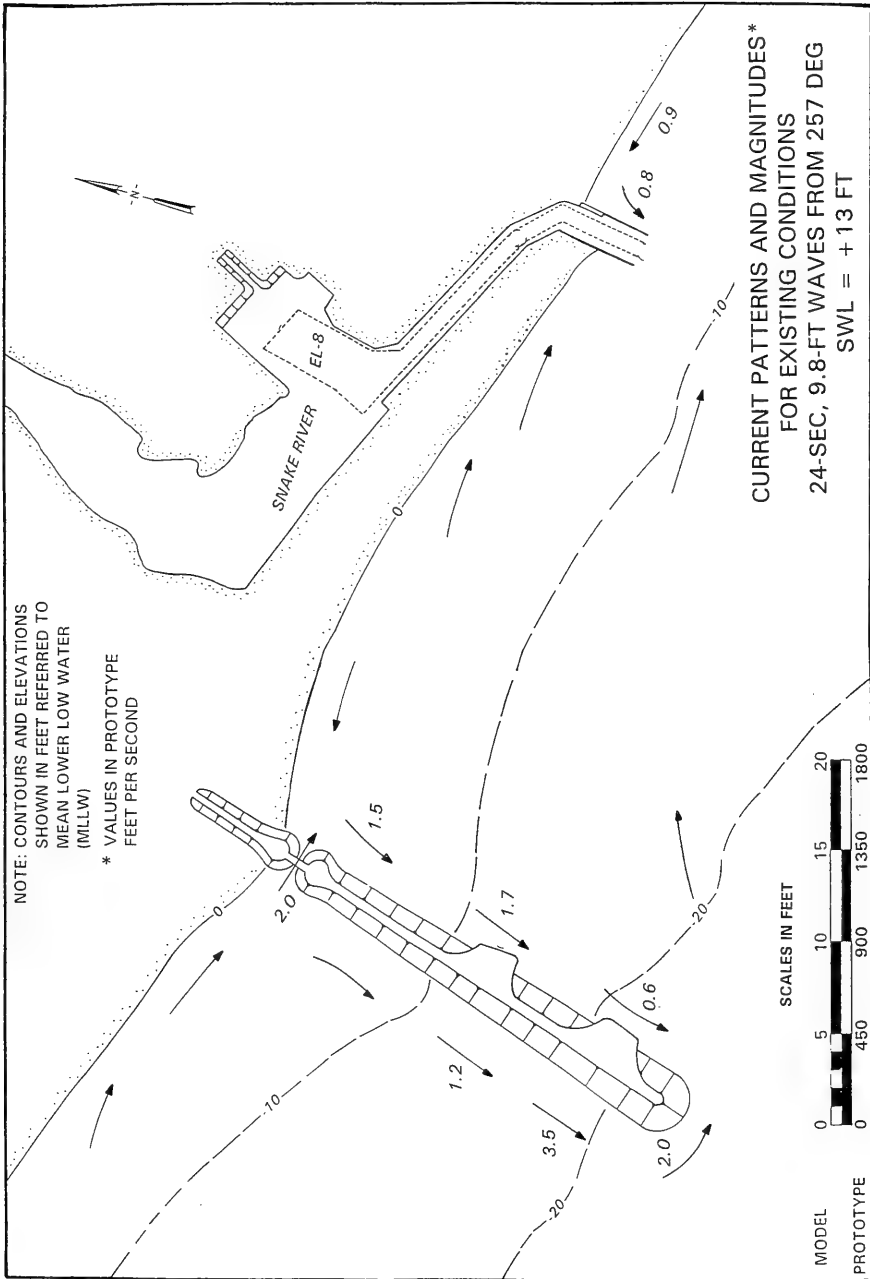 NOTE: CONTOURS AND ELEVATIONS
SHOWN IN FEET REFERRED TO
MEAN LOWER LOW WATER
(MLLW)
* VALUES IN PROTOTYPE
FEET PER SECOND
-N-
SNAKE RIVER
EL-8
0
0
2.0
1.5
1.7
0.6
1.2
3.5
2.0
0.9
0.8
-10
-10
-20
-20
CURRENT PATTERNS AND MAGNITUDES*
FOR EXISTING CONDITIONS
24-SEC, 9.8-FT WAVES FROM 257 DEG
SWL = +13 FT
SCALES IN FEET
MODEL 0 5 10 15 20
PROTOTYPE 0 450 900 1350 1800